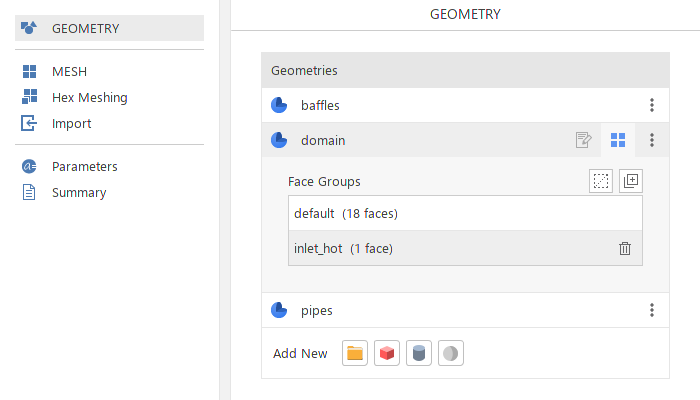 GEOMETRY
MESH
Hex Meshing
Import
Parameters
Summary
GEOMETRY
Geometries
baffles
domain
Face Groups
default (18 faces)
inlet_hot (1 face)
pipes
Add New